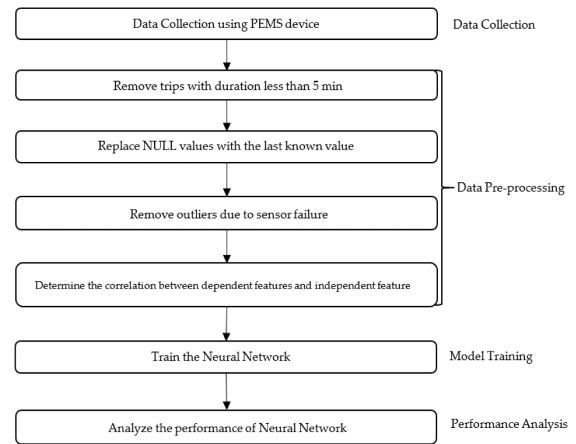 Data Collection using PEMS device
Data Collection
Remove trips with duration less than 5 min
Replace NULL values with the last known value
Data Pre-processing
Remove outliers due to sensor failure
Determine the correlation between dependent features and independent feature
Train the Neural Network
Model Training
Analyze the performance of Neural Network
Performance Analysis